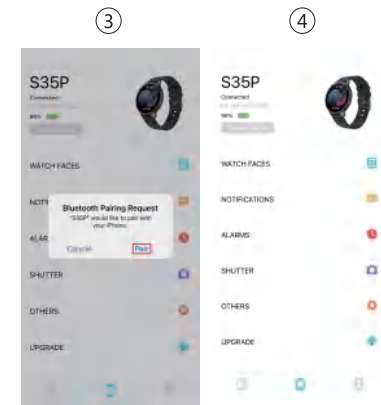 ③ ④
S35P
Connected
WATCH FACES
NOTI
ALAR
SHUTTER
OTHERS
UPGRADE
Bluetooth Pairing Request
"S35P" would like to pair with
your iPhone.
Cancel Pair
S35P
Connected
WATCH FACES
NOTIFICATIONS
ALARMS
SHUTTER
OTHERS
UPGRADE